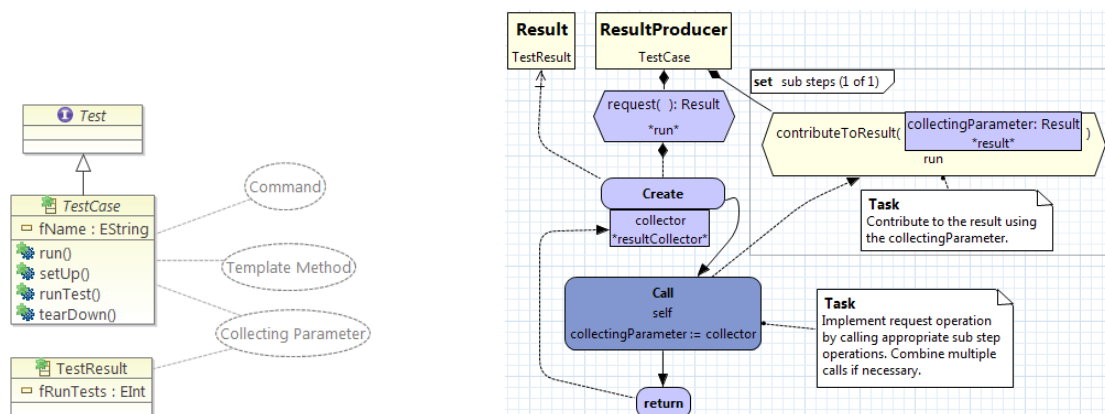 Test
TestCase
fName : EString
run()
setUp()
runTest()
tearDown()
TestResult
fRunTests : EInt
Command
Template Method
Collecting Parameter
Result
TestResult
ResultProducer
TestCase
request( ): Result
*run*
set sub steps (1 of 1)
contributeToResult( collectingParameter: Result
*result* )
run
Task
Contribute to the result using
the collectingParameter.
Create
collector
*resultCollector*
Call
self
collectingParameter := collector
Task
Implement request operation
by calling appropriate sub step
operations. Combine multiple
calls if necessary.
return